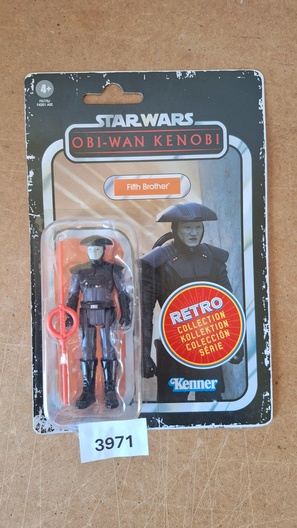 4+
STAR WARS
OBI-WAN KENOBI
Fifth Brother
RETRO
COLLECTION
KOLLEKTION
COLECCIÓN
SÉRIE
Kenner
3971